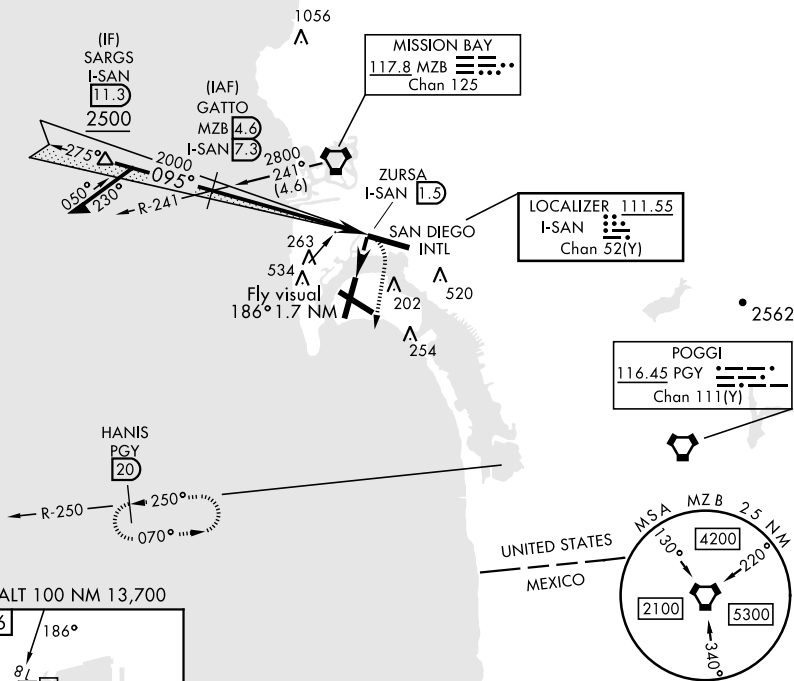 1056
(IF)
SARGS
I-SAN
11.3
2500
(IAF)
GATTO
MZB 4.6
I-SAN 7.3
MISSION BAY
117.8 MZB
Chan 125
275°
2000
095°
2800
241°
(4.6)
050°
230°
R-241
ZURSA
I-SAN 1.5
LOCALIZER 111.55
I-SAN
Chan 52(Y)
SAN DIEGO
INTL
263
534
Fly visual
186° 1.7 NM
202
520
254
2562
POGGI
116.45 PGY
Chan 111(Y)
HANIS
PGY
20
R-250
250°
070°
UNITED STATES
MEXICO
MSA MZB 25 NM
130°
4200
220°
2100
5300
340°
ALT 100 NM 13,700
186°
8L